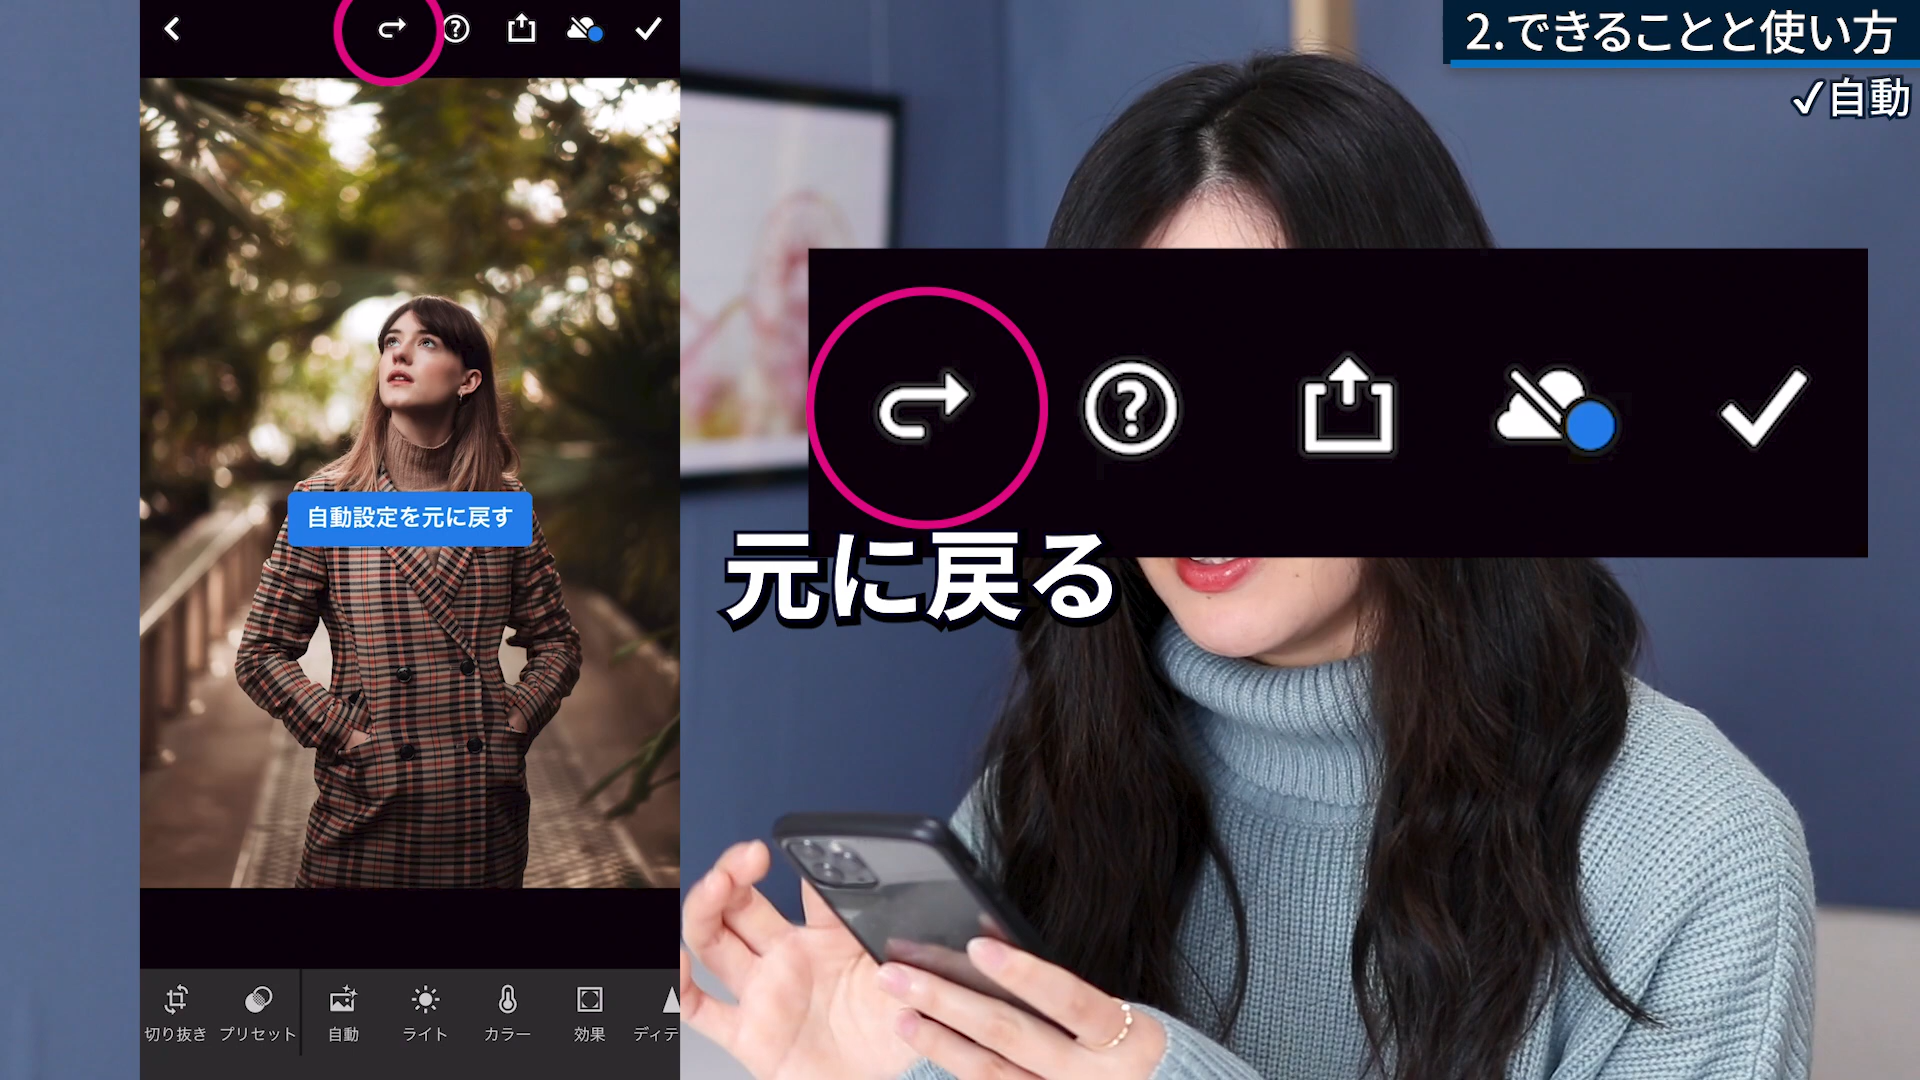 2.できることと使い方
✓自動
自動設定を元に戻す
元に戻る
切り抜き
プリセット
自動
ライト
カラー
効果
ディテ